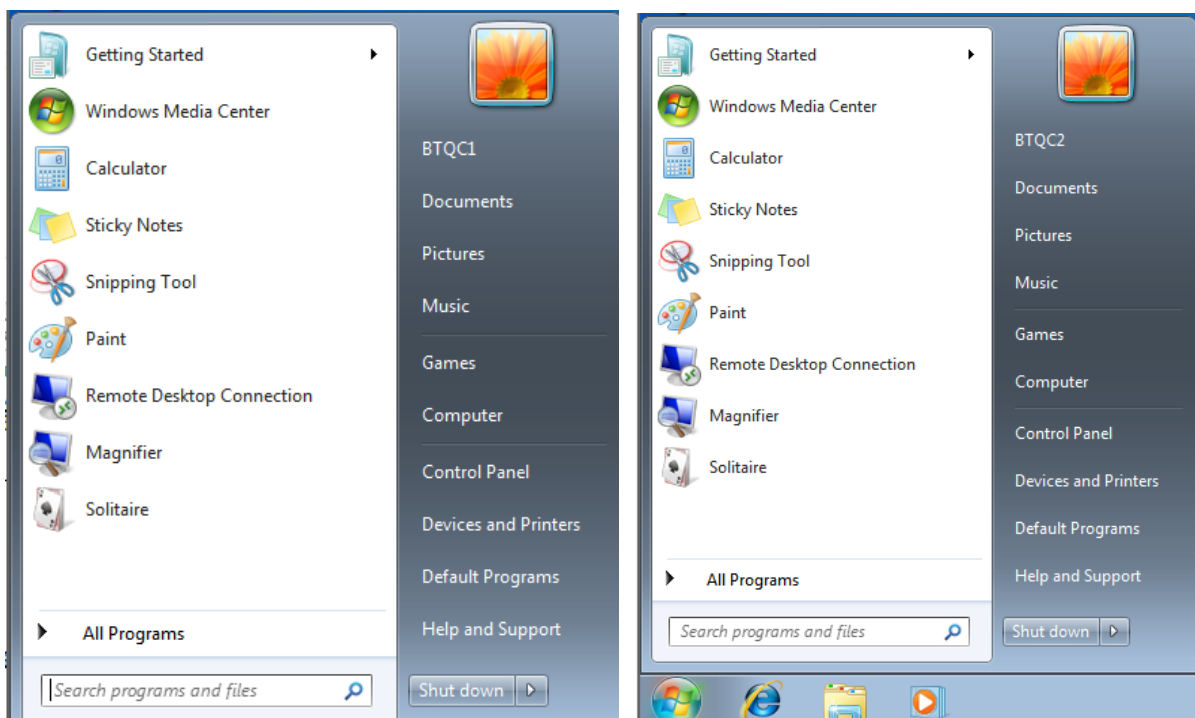 Getting Started
Windows Media Center
Calculator
Sticky Notes
Snipping Tool
Paint
Remote Desktop Connection
Magnifier
Solitaire
All Programs
Search programs and files
BTQC1
Documents
Pictures
Music
Games
Computer
Control Panel
Devices and Printers
Default Programs
Help and Support
Shut down
Getting Started
Windows Media Center
Calculator
Sticky Notes
Snipping Tool
Paint
Remote Desktop Connection
Magnifier
Solitaire
All Programs
Search programs and files
BTQC2
Documents
Pictures
Music
Games
Computer
Control Panel
Devices and Printers
Default Programs
Help and Support
Shut down